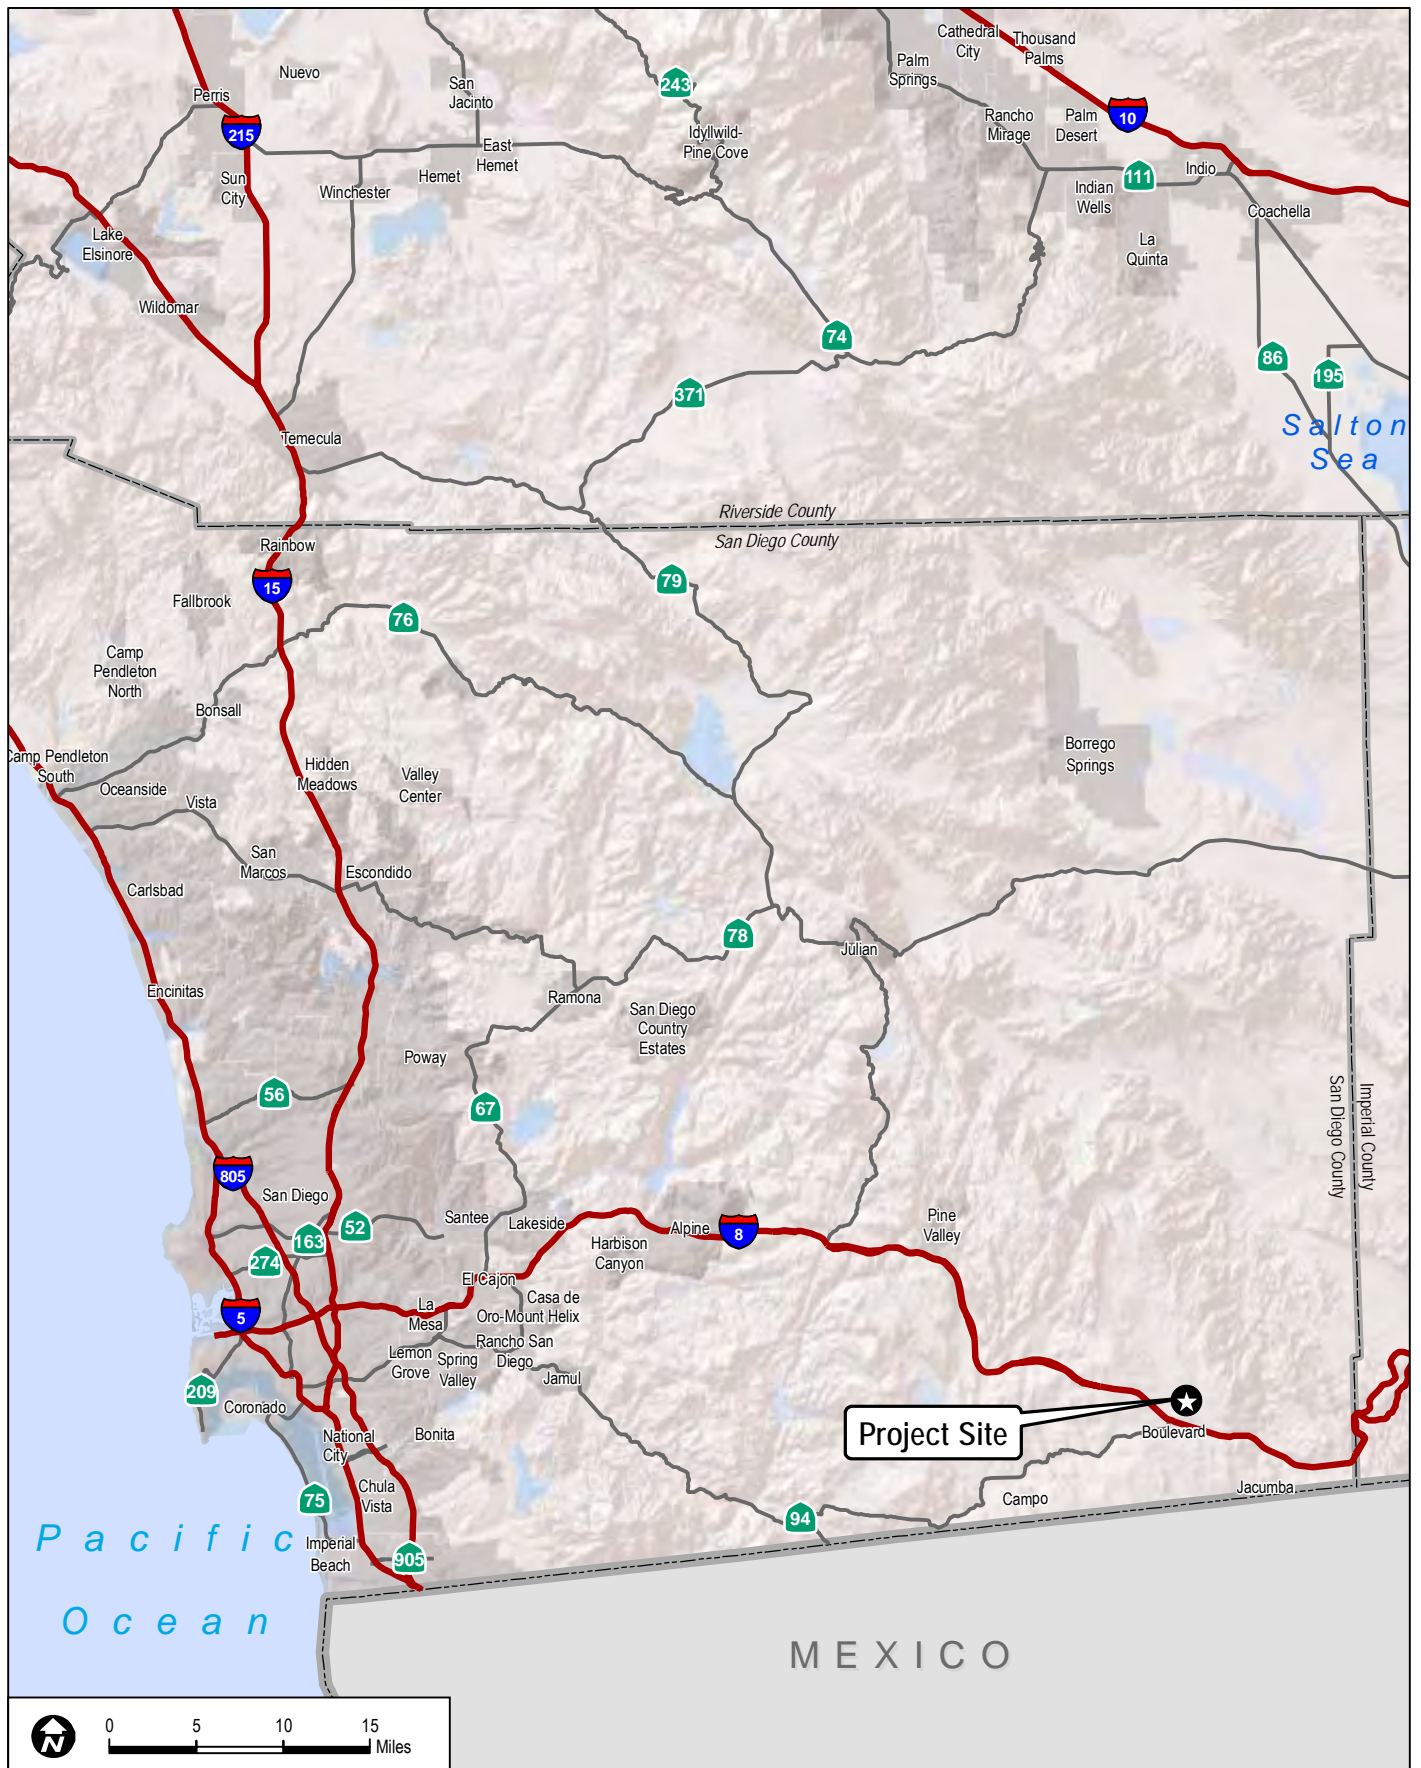 Cathedral
City
Thousand
Palms
Nuevo
Palm
Springs
San
Jacinto
243
Perris
10
Rancho
Mirage
Palm
Desert
215
Idyllwild-
Pine Cove
East
Hemet
Hemet
Sun
City
Winchester
111
Indio
Indian
Wells
Coachella
Lake
Elsinore
La
Quinta
Wildomar
74
86
195
371
Salton
Sea
Temecula
Riverside County
San Diego County
Rainbow
15
79
Fallbrook
76
Camp
Pendleton
North
Bonsall
Camp Pendleton
South
Hidden
Meadows
Valley
Center
Borrego
Springs
Oceanside
Vista
San
Marcos
Escondido
Carlsbad
78
Julian
Encinitas
Ramona
San Diego
Country
Estates
Poway
56
67
Imperial County
San Diego County
805
San Diego
Santee
Lakeside
52
163
Alpine
8
Pine
Valley
Harbison
Canyon
274
El Cajon
Casa de
Oro-Mount Helix
5
La
Mesa
Rancho San
Diego
Lemon
Grove
Spring
Valley
Jamul
209
Coronado
Project Site
Boulevard
National
City
Bonita
Chula
Vista
Jacumba
75
Campo
94
Pacific
Ocean
Imperial
Beach
905
MEXICO
N
0 5 10 15
Miles